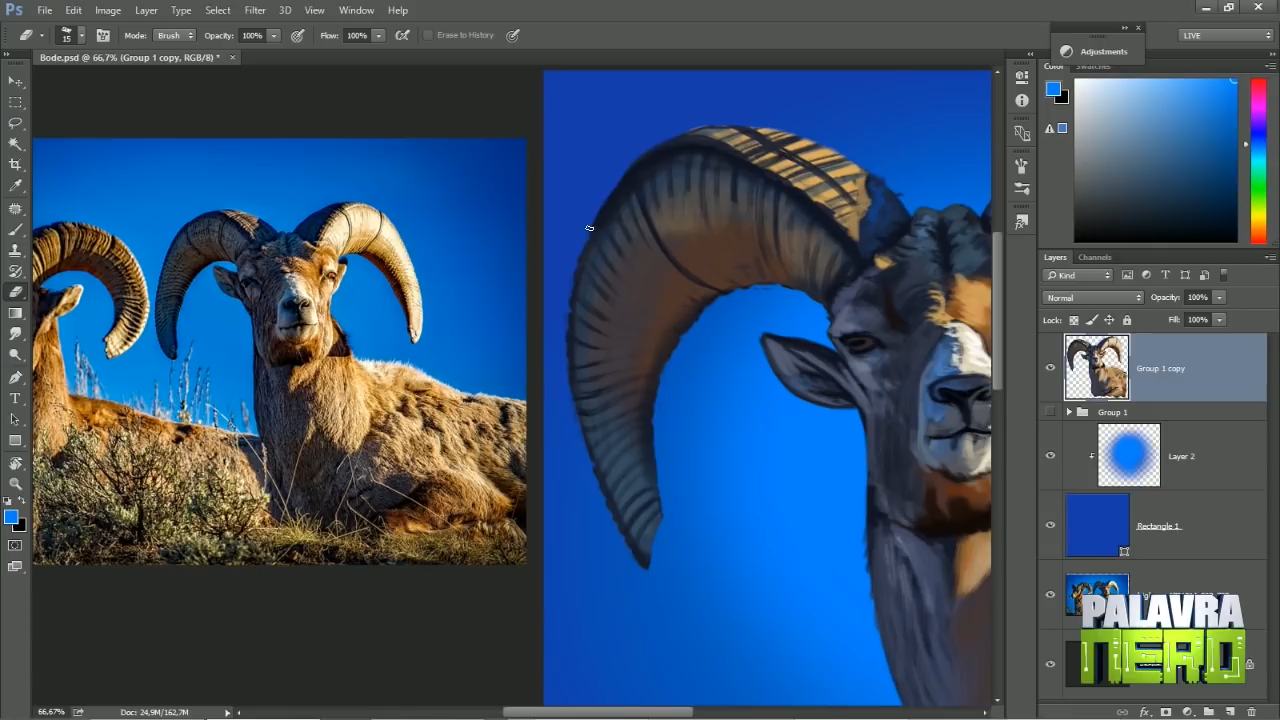 Ps File Edit Image Layer Type Select Filter 3D View Window Help
15 Mode: Brush Opacity: 100% Flow: 100% Erase to History LIVE
Bode.psd @ 66,7% (Group 1 copy, RGB/8) *
Adjustments
Color Swatches
Layers Channels
Kind
Normal Opacity: 100%
Lock: Fill: 100%
Group 1 copy
Group 1
Layer 2
Rectangle 1
PALAVRA
NERD
66,67% Doc: 24,9M/162,7M